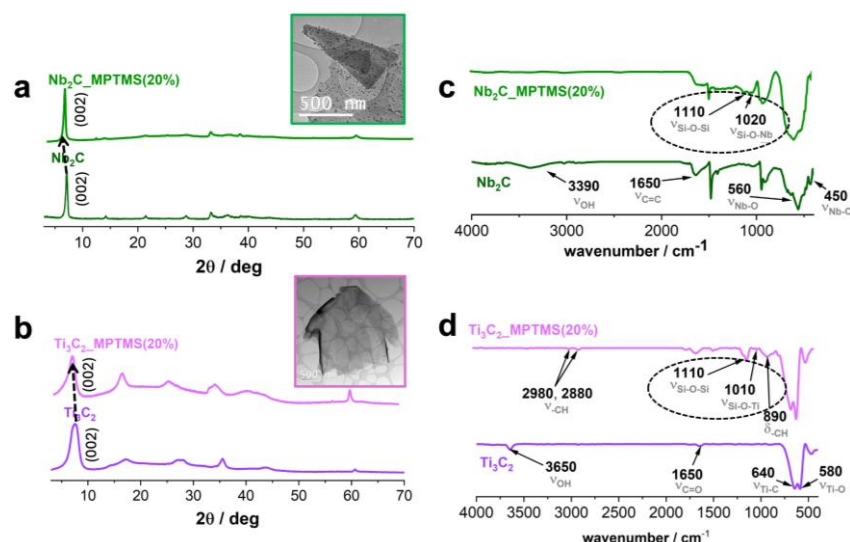 a
Nb₂C_MPTMS(20%)
(002)
500 nm
Nb₂C
(002)
10 20 30 40 50 60 70
2θ / deg
b
Ti₃C₂_MPTMS(20%)
(002)
Ti₃C₂
(002)
10 20 30 40 50 60 70
2θ / deg
c
Nb₂C_MPTMS(20%)
1110
νSi-O-Si
1020
νSi-O-Nb
Nb₂C
3390
νOH
1650
νC=C
560
νNb-O
450
4000 3000 2000 1000
wavenumber / cm⁻¹
d
Ti₃C₂_MPTMS(20%)
2980, 2880
ν-CH
1110
νSi-O-Si
1010
νSi-O-Ti
890
δ-CH
Ti₃C₂
3650
νOH
1650
νC=O
640
νTi-C
580
νTi-O
4000 3500 3000 2500 2000 1500 1000 500
wavenumber / cm⁻¹